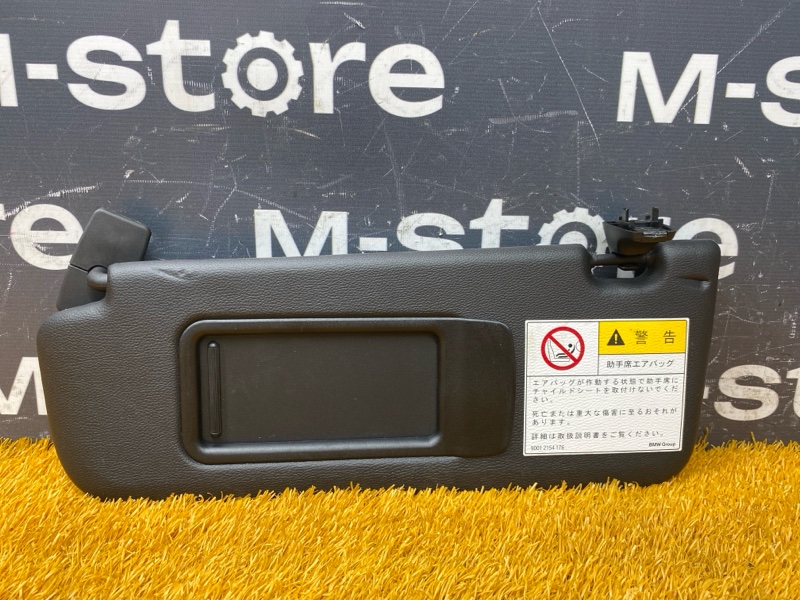 M-store
M-store
M-store
M-store
警告
助手席エアバッグ
エアバッグが作動する状態で助手席に
チャイルドシートを取付けないでくだ
さい。
死亡または重大な傷害に至るおそれが
あります。
詳細は取扱説明書をご覧ください。
BMW Group